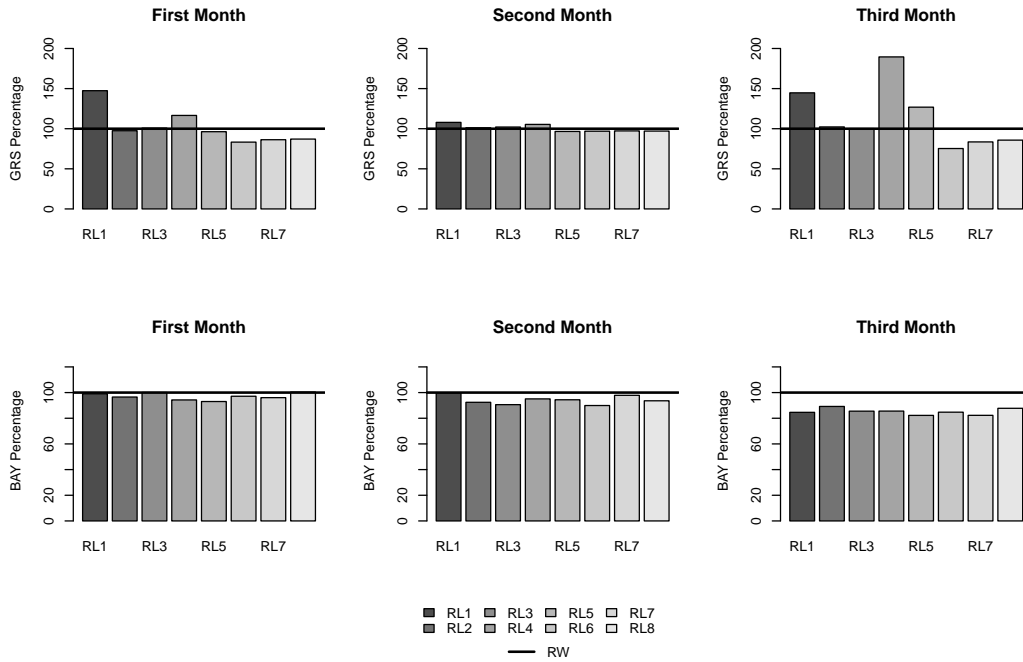 First Month
Second Month
Third Month
GRS Percentage
0 50 100 150 200
RL1 RL3 RL5 RL7
GRS Percentage
0 50 100 150 200
RL1 RL3 RL5 RL7
GRS Percentage
0 50 100 150 200
RL1 RL3 RL5 RL7
First Month
Second Month
Third Month
BAY Percentage
0 20 60 100
RL1 RL3 RL5 RL7
BAY Percentage
0 20 60 100
RL1 RL3 RL5 RL7
BAY Percentage
0 20 60 100
RL1 RL3 RL5 RL7
RL1 RL3 RL5 RL7
RL2 RL4 RL6 RL8
RW